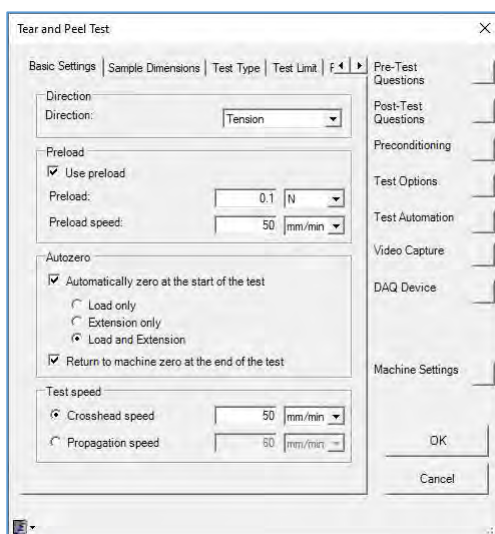 Tear and Peel Test
Basic Settings
Sample Dimensions
Test Type
Test Limit
Direction
Direction:
Tension
Preload
Use preload
Preload:
0.1
N
Preload speed:
50
mm/min
Autozero
Automatically zero at the start of the test
Load only
Extension only
Load and Extension
Return to machine zero at the end of the test
Test speed
Crosshead speed
50
mm/min
Propagation speed
60
mm/min
Pre-Test
Questions
Post-Test
Questions
Preconditioning
Test Options
Test Automation
Video Capture
DAQ Device
Machine Settings
OK
Cancel